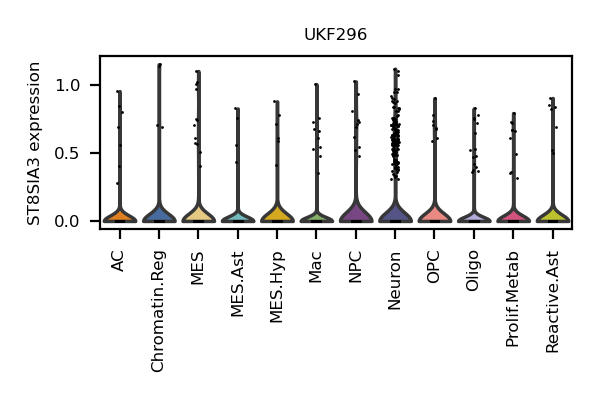 UKF296
ST8SIA3 expression
1.0
0.5
0.0
AC
Chromatin.Reg
MES
MES.Ast
MES.Hyp
Mac
NPC
Neuron
OPC
Oligo
Prolif.Metab
Reactive.Ast